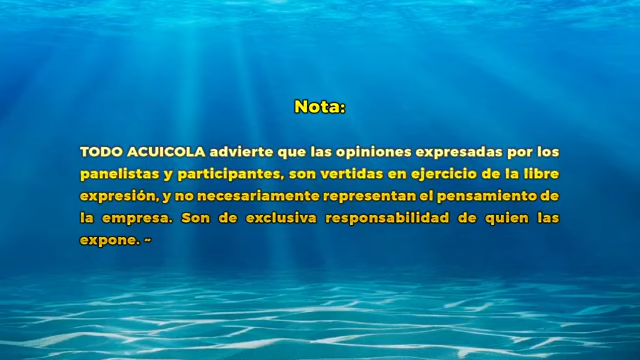 Nota:
TODO ACUICOLA advierte que las opiniones expresadas por los
panelistas y participantes, son vertidas en ejercicio de la libre
expresión, y no necesariamente representan el pensamiento de
la empresa. Son de exclusiva responsabilidad de quien las
expone. ~